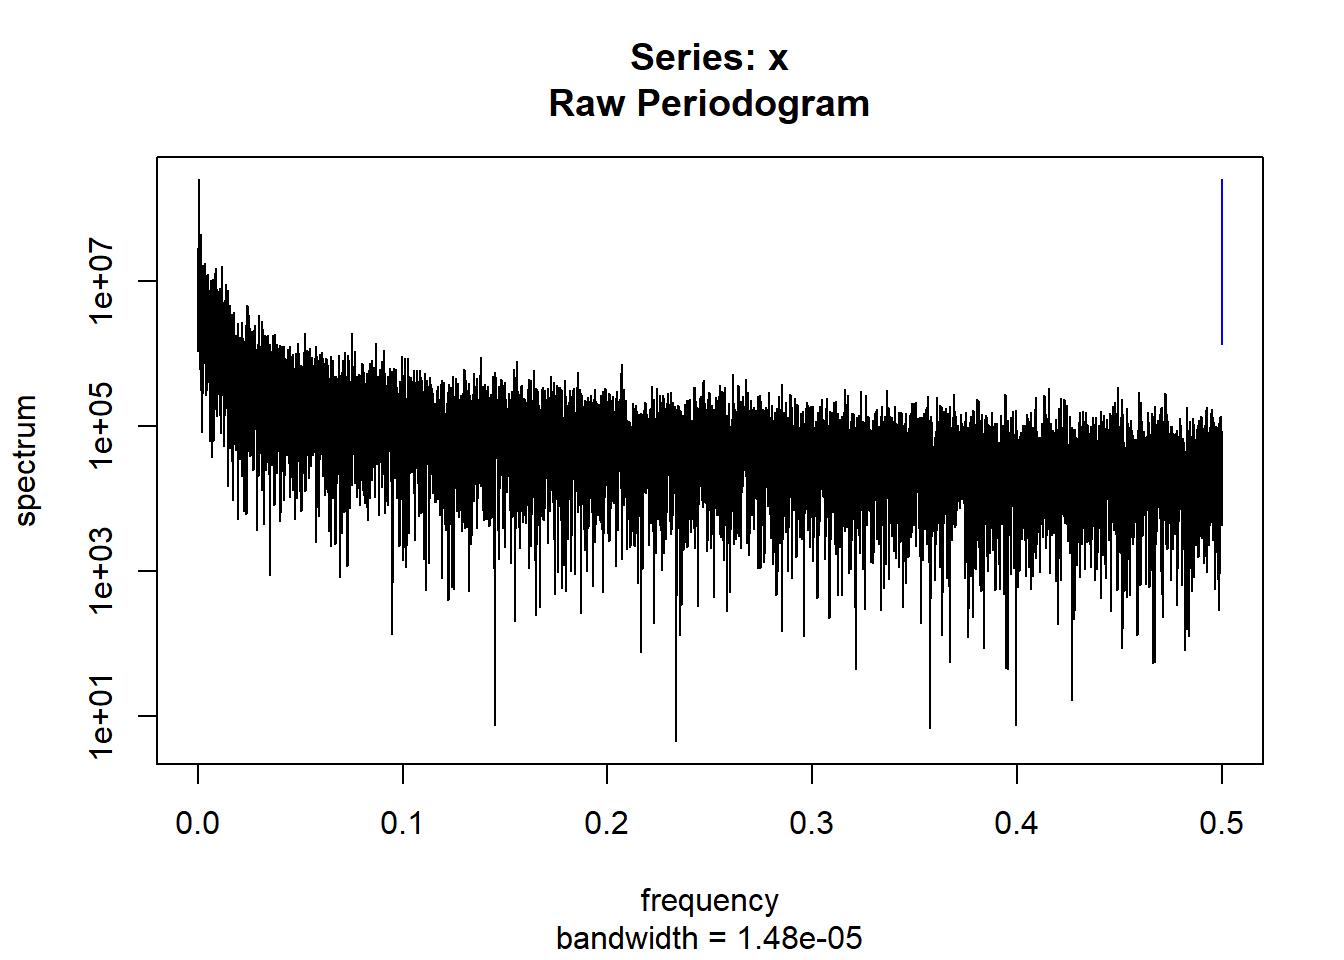 Series: x
Raw Periodogram
spectrum
1e+07
1e+05
1e+03
1e+01
0.0 0.1 0.2 0.3 0.4 0.5
frequency
bandwidth = 1.48e-05